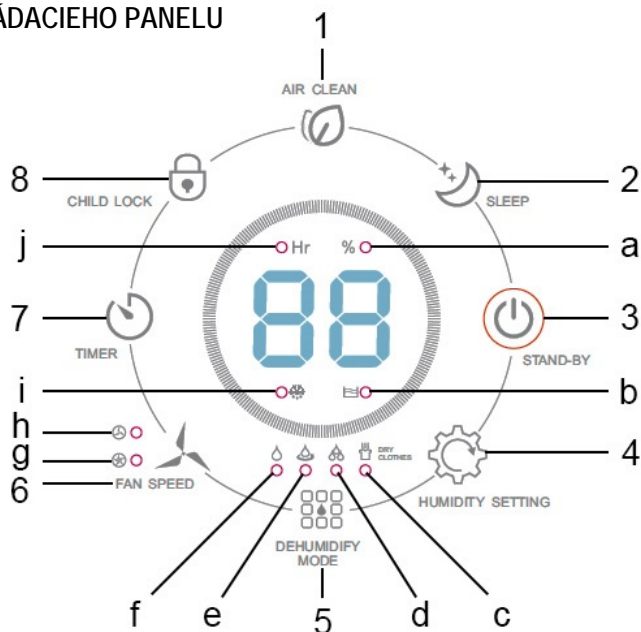 ÁDACIEHO PANELU
1
AIR CLEAN
8
CHILD LOCK
2
SLEEP
j
Hr
%
a
88
7
TIMER
3
STAND-BY
i
b
h
g
6
FAN SPEED
DRY
CLOTHES
4
HUMIDITY SETTING
DEHUMIDIFY
MODE
f
e
5
d
c